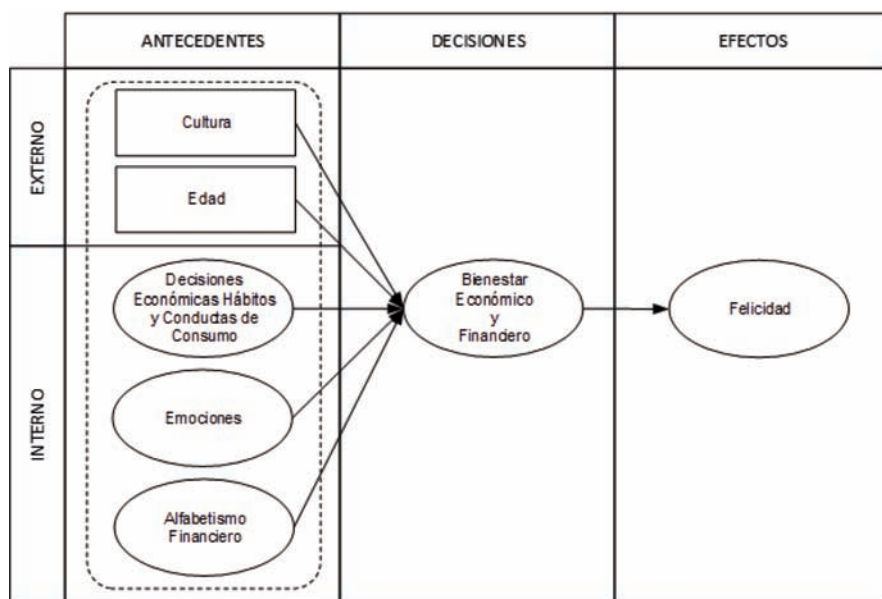 ANTECEDENTES
DECISIONES
EFECTOS
EXTERNO
Cultura
Edad
INTERNO
Decisiones
Económicas Hábitos
y Conductas de
Consumo
Emociones
Alfabetismo
Financiero
Bienestar
Económico
y
Financiero
Felicidad